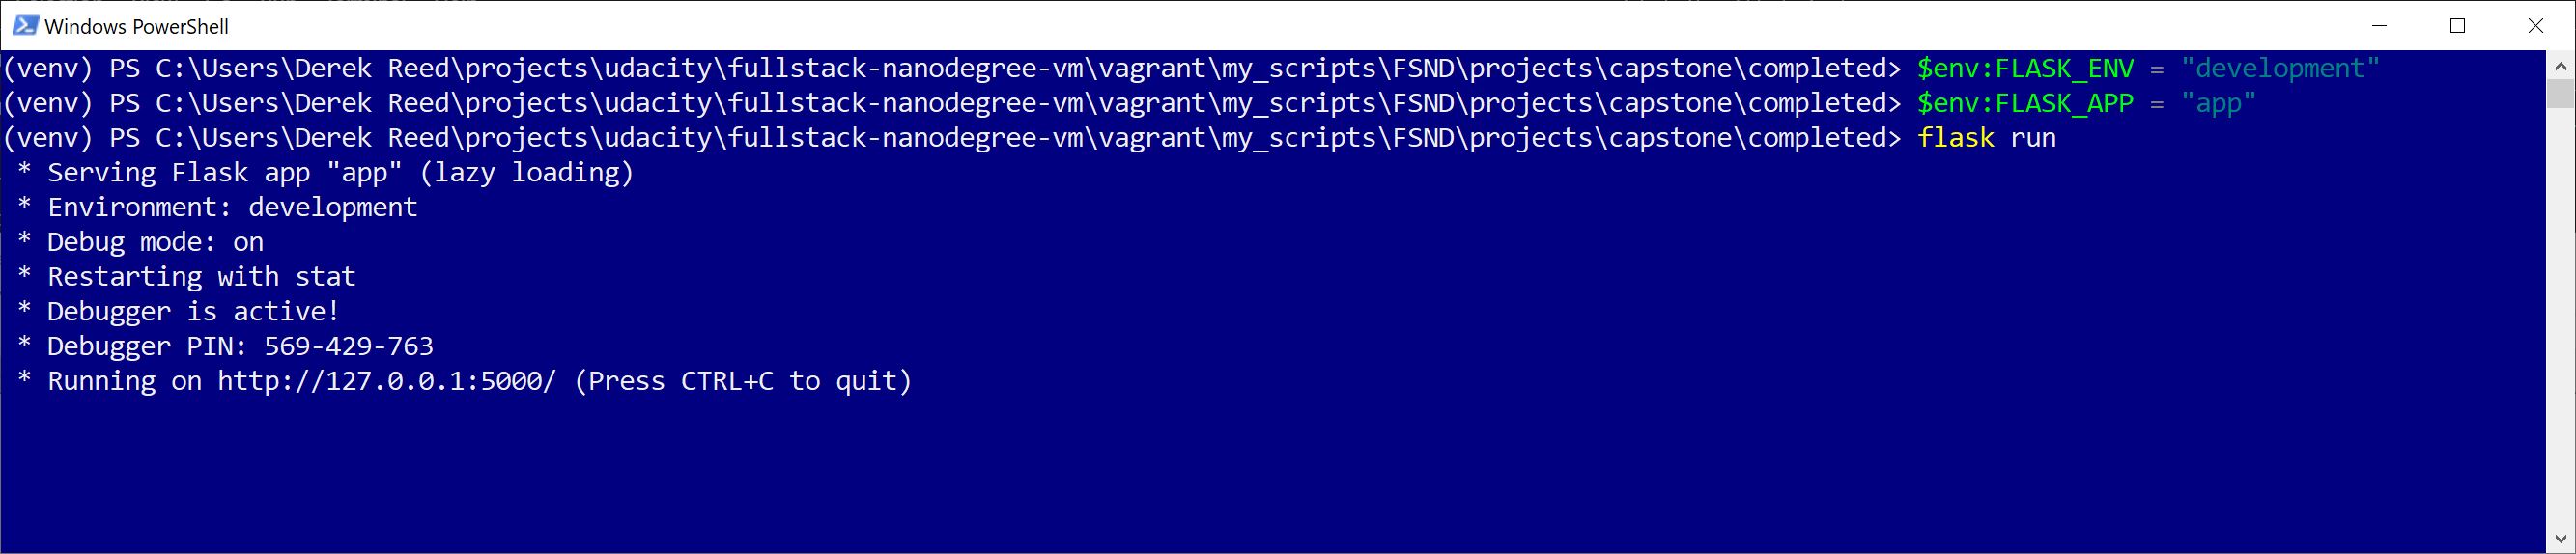 Windows PowerShell
(venv) PS C:\Users\Derek Reed\projects\udacity\fullstack-nanodegree-vm\vagrant\my_scripts\FSND\projects\capstone\completed> $env:FLASK_ENV = "development"
(venv) PS C:\Users\Derek Reed\projects\udacity\fullstack-nanodegree-vm\vagrant\my_scripts\FSND\projects\capstone\completed> $env:FLASK_APP = "app"
(venv) PS C:\Users\Derek Reed\projects\udacity\fullstack-nanodegree-vm\vagrant\my_scripts\FSND\projects\capstone\completed> flask run
 * Serving Flask app "app" (lazy loading)
 * Environment: development
 * Debug mode: on
 * Restarting with stat
 * Debugger is active!
 * Debugger PIN: 569-429-763
 * Running on http://127.0.0.1:5000/ (Press CTRL+C to quit)